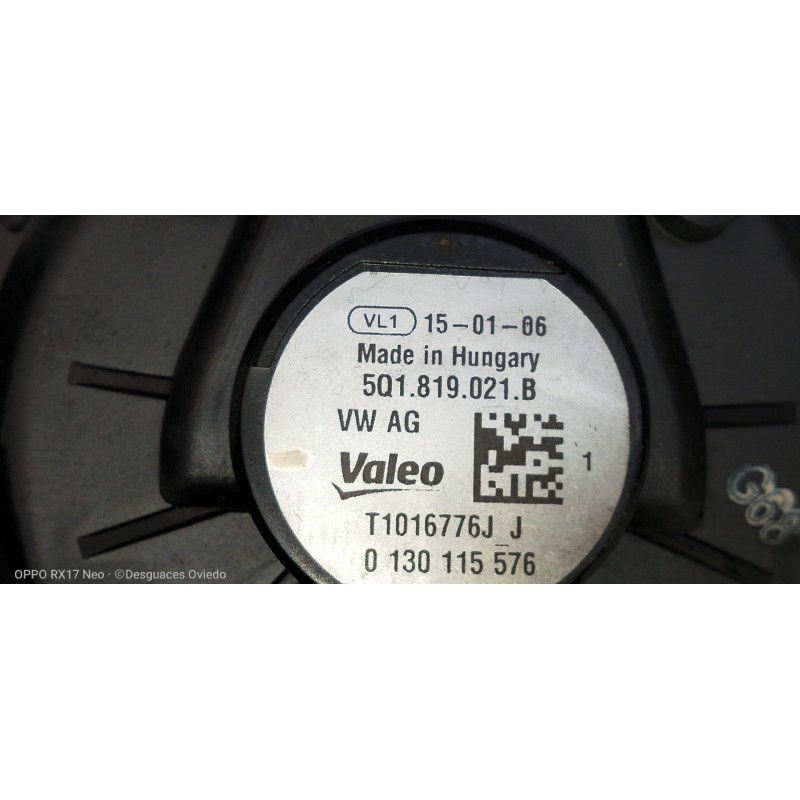 VL1 15-01-06
Made in Hungary
5Q1.819.021.B
VW AG
Valeo
1
T1016776J_J
0 130 115 576
OPPO RX17 Neo · ©Desguaces Oviedo